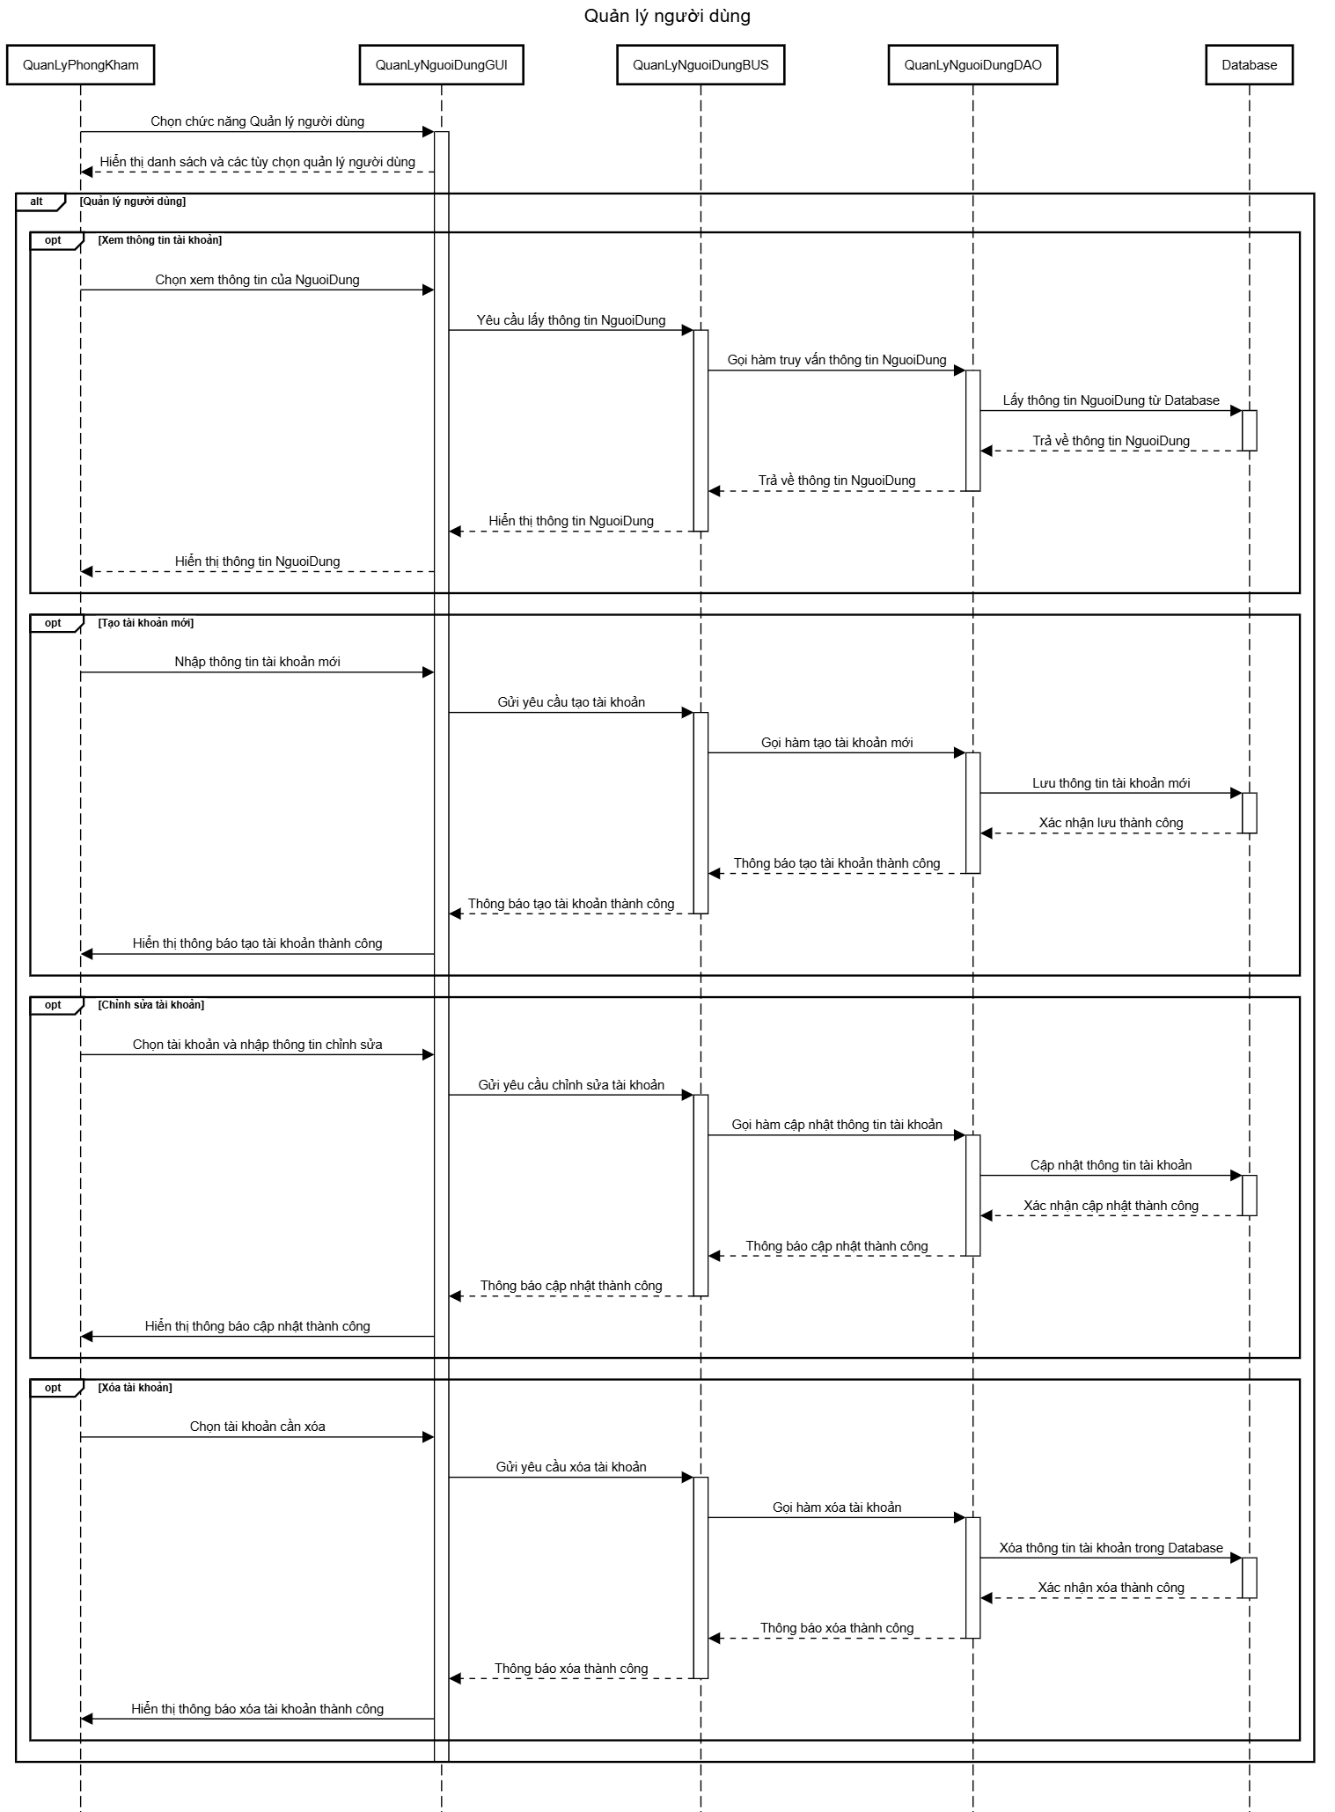 Quản lý người dùng
QuanLyPhongKham
QuanLyNguoiDungGUI
QuanLyNguoiDungBUS
QuanLyNguoiDungDAO
Database
Chọn chức năng Quản lý người dùng
Hiển thị danh sách và các tùy chọn quản lý người dùng
alt
[Quản lý người dùng]
opt
[Xem thông tin tài khoản]
Chọn xem thông tin của NguoiDung
Yêu cầu lấy thông tin NguoiDung
Gọi hàm truy vấn thông tin NguoiDung
Lấy thông tin NguoiDung từ Database
Trả về thông tin NguoiDung
Trả về thông tin NguoiDung
Hiển thị thông tin NguoiDung
Hiển thị thông tin NguoiDung
opt
[Tạo tài khoản mới]
Nhập thông tin tài khoản mới
Gửi yêu cầu tạo tài khoản
Gọi hàm tạo tài khoản mới
Lưu thông tin tài khoản mới
Xác nhận lưu thành công
Thông báo tạo tài khoản thành công
Thông báo tạo tài khoản thành công
Hiển thị thông báo tạo tài khoản thành công
opt
[Chỉnh sửa tài khoản]
Chọn tài khoản và nhập thông tin chỉnh sửa
Gửi yêu cầu chỉnh sửa tài khoản
Gọi hàm cập nhật thông tin tài khoản
Cập nhật thông tin tài khoản
Xác nhận cập nhật thành công
Thông báo cập nhật thành công
Thông báo cập nhật thành công
Hiển thị thông báo cập nhật thành công
opt
[Xóa tài khoản]
Chọn tài khoản cần xóa
Gửi yêu cầu xóa tài khoản
Gọi hàm xóa tài khoản
Xóa thông tin tài khoản trong Database
Xác nhận xóa thành công
Thông báo xóa thành công
Thông báo xóa thành công
Hiển thị thông báo xóa tài khoản thành công